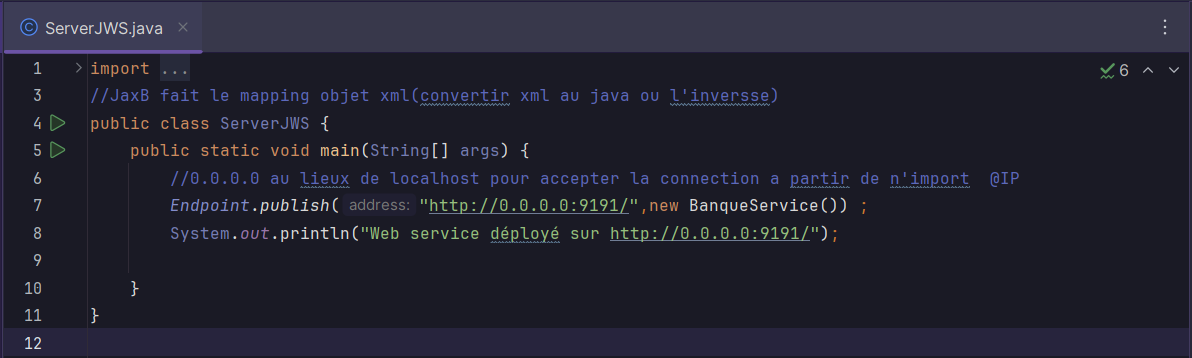 ServerJWS.java
1 import ...
6
3 //JaxB fait le mapping objet xml(convertir xml au java ou l'inversse)
4 public class ServerJWS {
5 public static void main(String[] args) {
6 //0.0.0.0 au lieux de localhost pour accepter la connection a partir de n'import  @IP
7 Endpoint.publish( address: "http://0.0.0.0:9191/",new BanqueService()) ;
8 System.out.println("Web service déployé sur http://0.0.0.0:9191/");
9
10 }
11 }
12